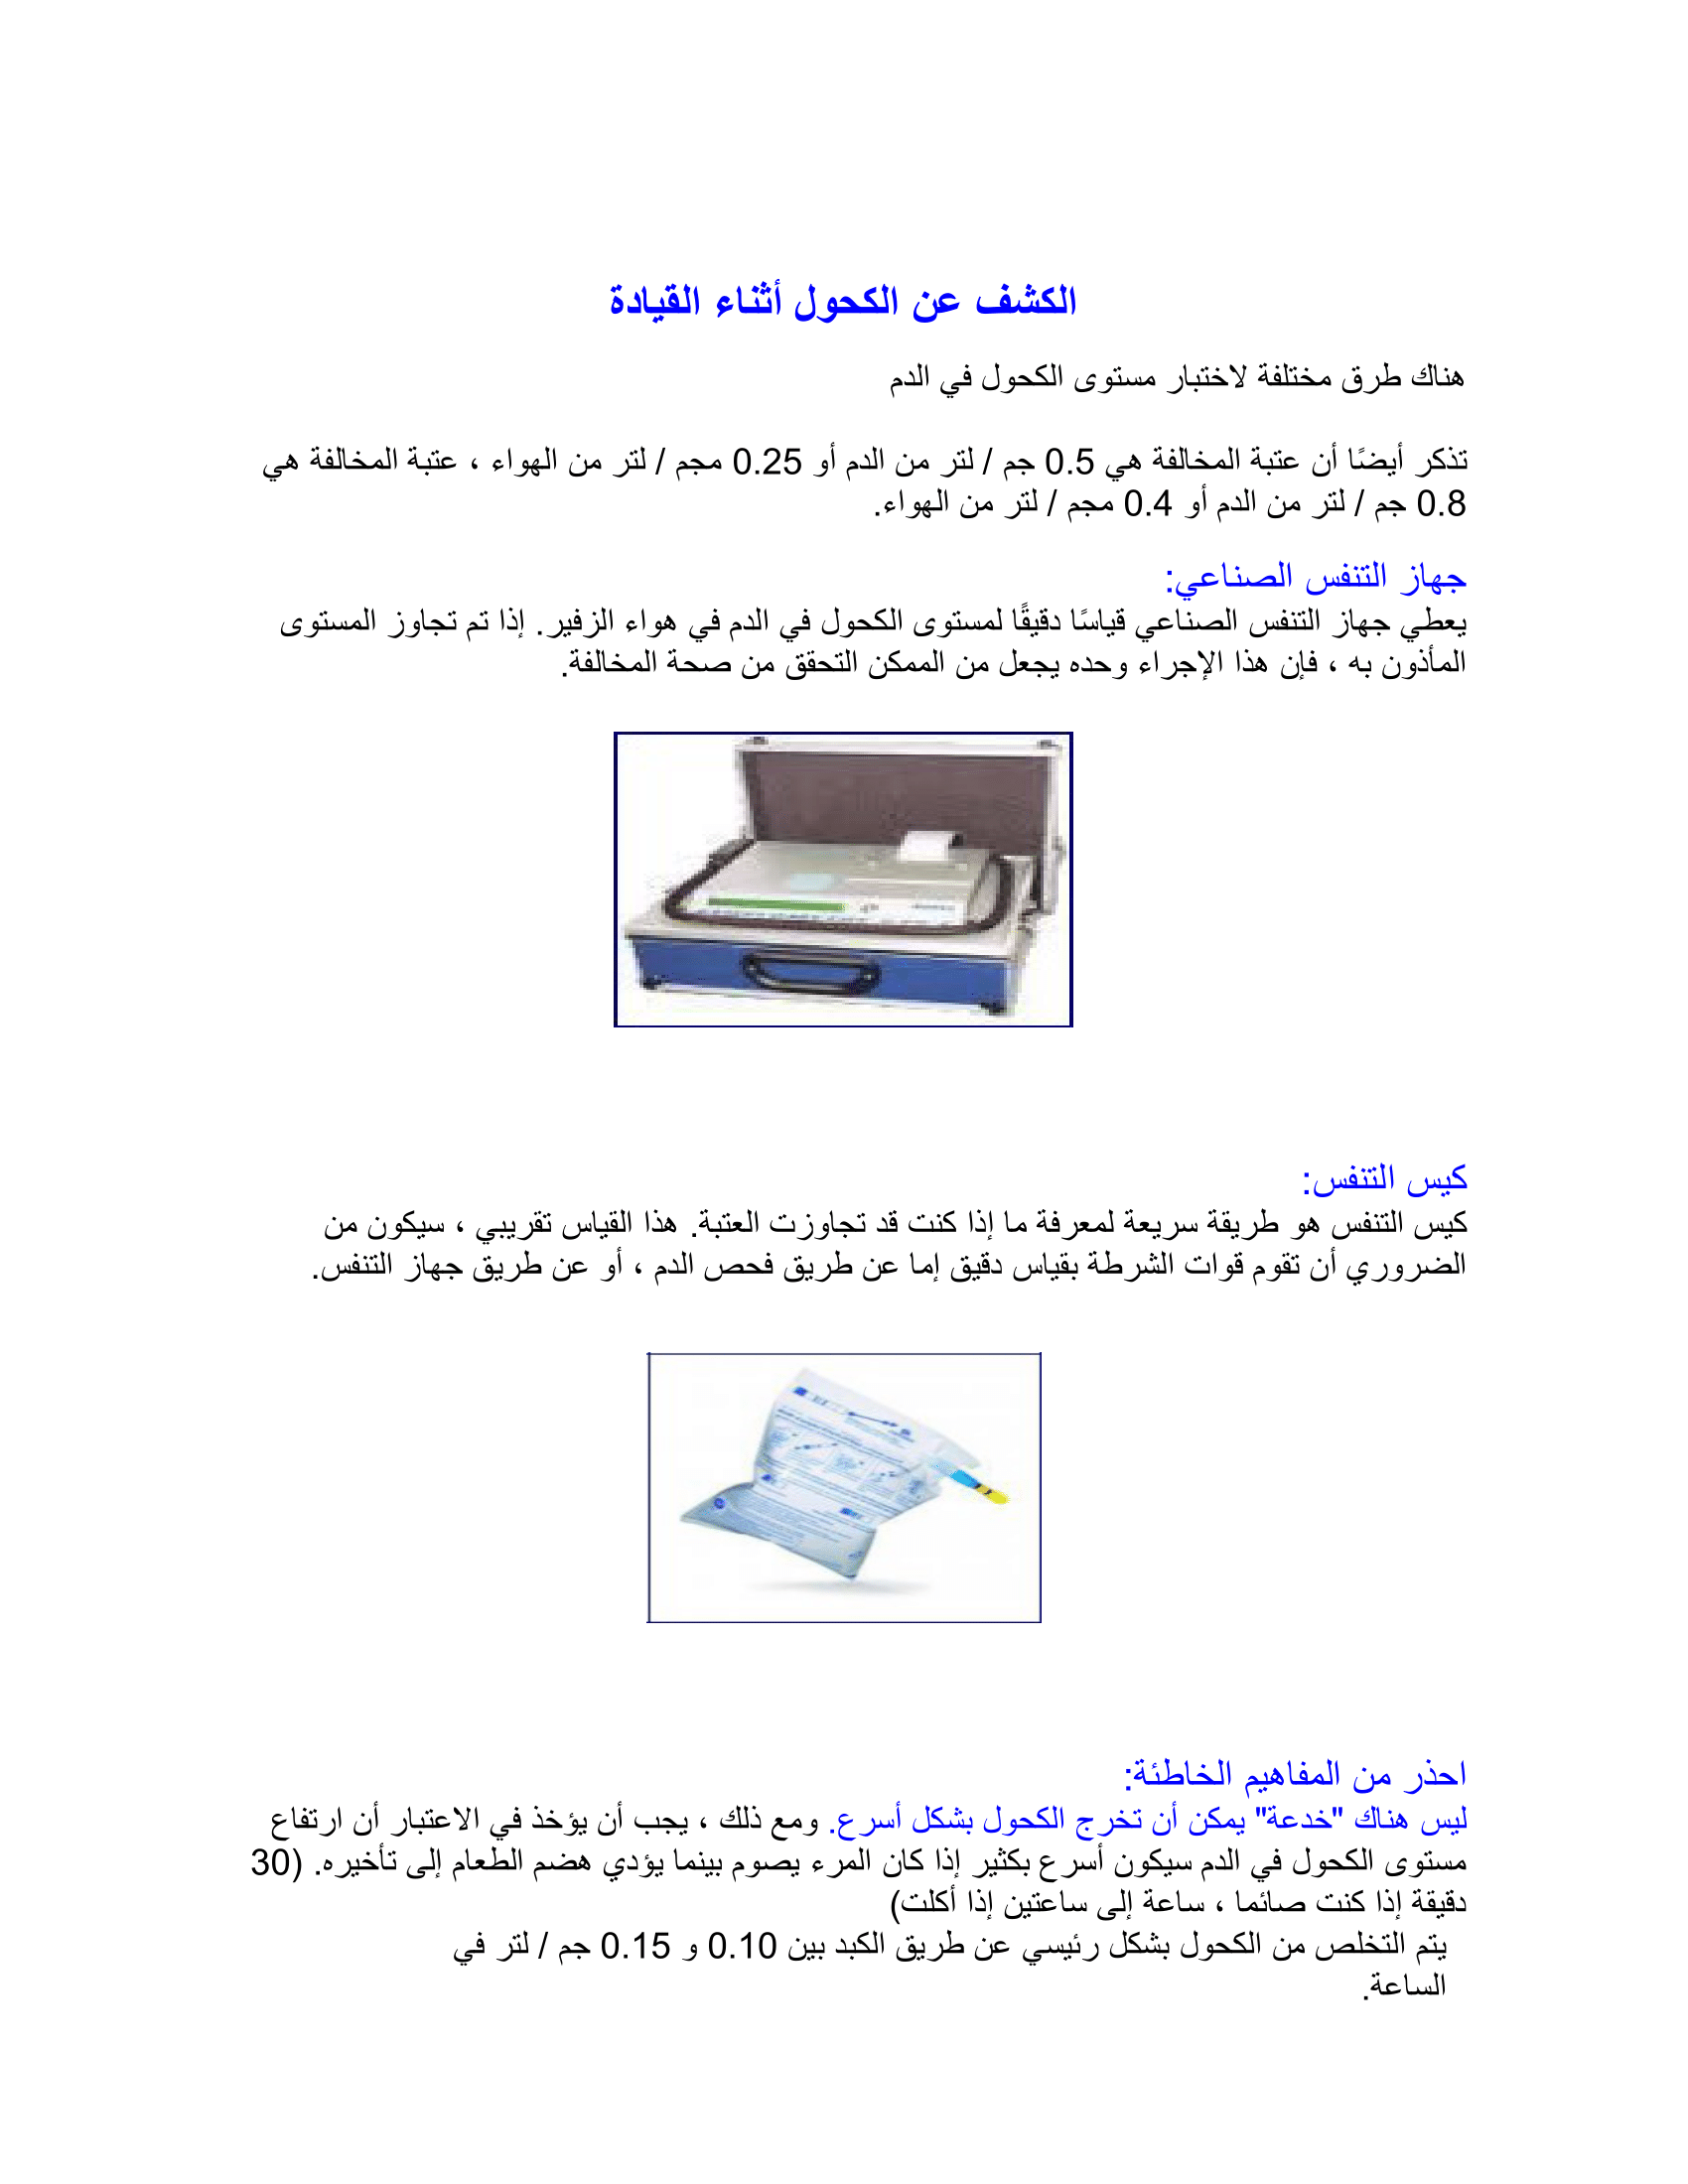 الكشف عن الكحول أثناء القيادة
هناك طرق مختلفة لاختبار مستوى الكحول في الدم
تذكر أيضًا أن عتبة المخالفة هي 0.5 جم / لتر من الدم أو 0.25 مجم / لتر من الهواء ، عتبة المخالفة هي
0.8 جم / لتر من الدم أو 0.4 مجم / لتر من الهواء.
جهاز التنفس الصناعي:
يعطي جهاز التنفس الصناعي قياسًا دقيقًا لمستوى الكحول في الدم في هواء الزفير. إذا تم تجاوز المستوى
المأذون به ، فإن هذا الإجراء وحده يجعل من الممكن التحقق من صحة المخالفة.
كيس التنفس:
كيس التنفس هو طريقة سريعة لمعرفة ما إذا كنت قد تجاوزت العتبة. هذا القياس تقريبي ، سيكون من
الضروري أن تقوم قوات الشرطة بقياس دقيق إما عن طريق فحص الدم ، أو عن طريق جهاز التنفس.
احذر من المفاهيم الخاطئة:
ليس هناك "خدعة" يمكن أن تخرج الكحول بشكل أسرع. ومع ذلك ، يجب أن يؤخذ في الاعتبار أن ارتفاع
مستوى الكحول في الدم سيكون أسرع بكثير إذا كان المرء يصوم بينما يؤدي هضم الطعام إلى تأخيره. (30
دقيقة إذا كنت صائما ، ساعة إلى ساعتين إذا أكلت)
يتم التخلص من الكحول بشكل رئيسي عن طريق الكبد بين 0.10 و 0.15 جم / لتر في
الساعة.